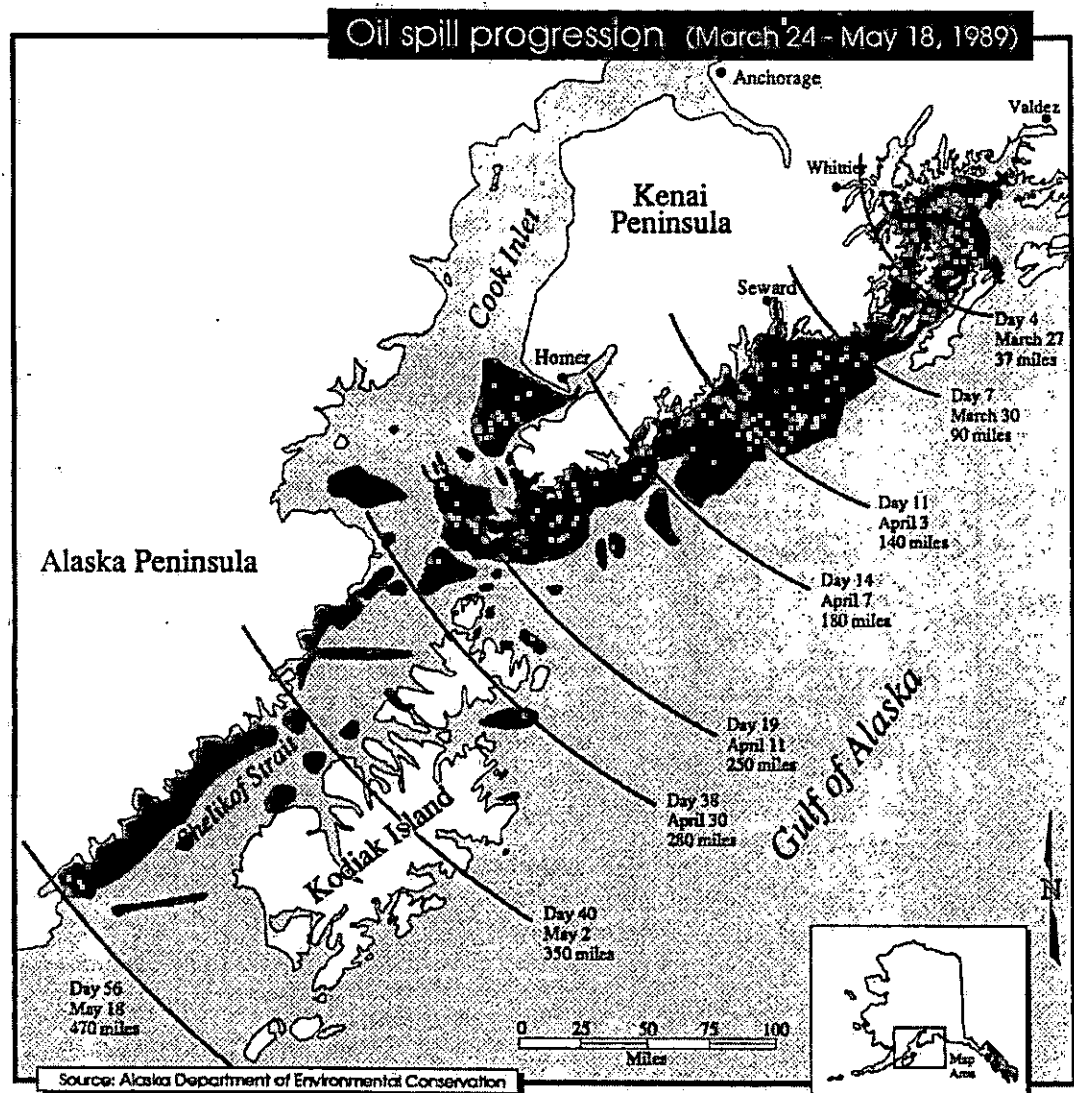 Oil spill progression (March 24 - May 18, 1989)
Anchorage
Valdez
Whittier
Kenai
Peninsula
Cook Inlet
Seward
Homer
Day 4
March 27
37 miles
Day 7
March 30
90 miles
Day 11
April 3
140 miles
Day 14
April 7
180 miles
Alaska Peninsula
Day 19
April 11
250 miles
Gulf of Alaska
Day 38
April 30
280 miles
Shelikof Strait
Kodiak Island
Day 40
May 2
350 miles
N
Day 56
May 18
470 miles
0 25 50 75 100
Miles
Map
Area
Source: Alaska Department of Environmental Conservation